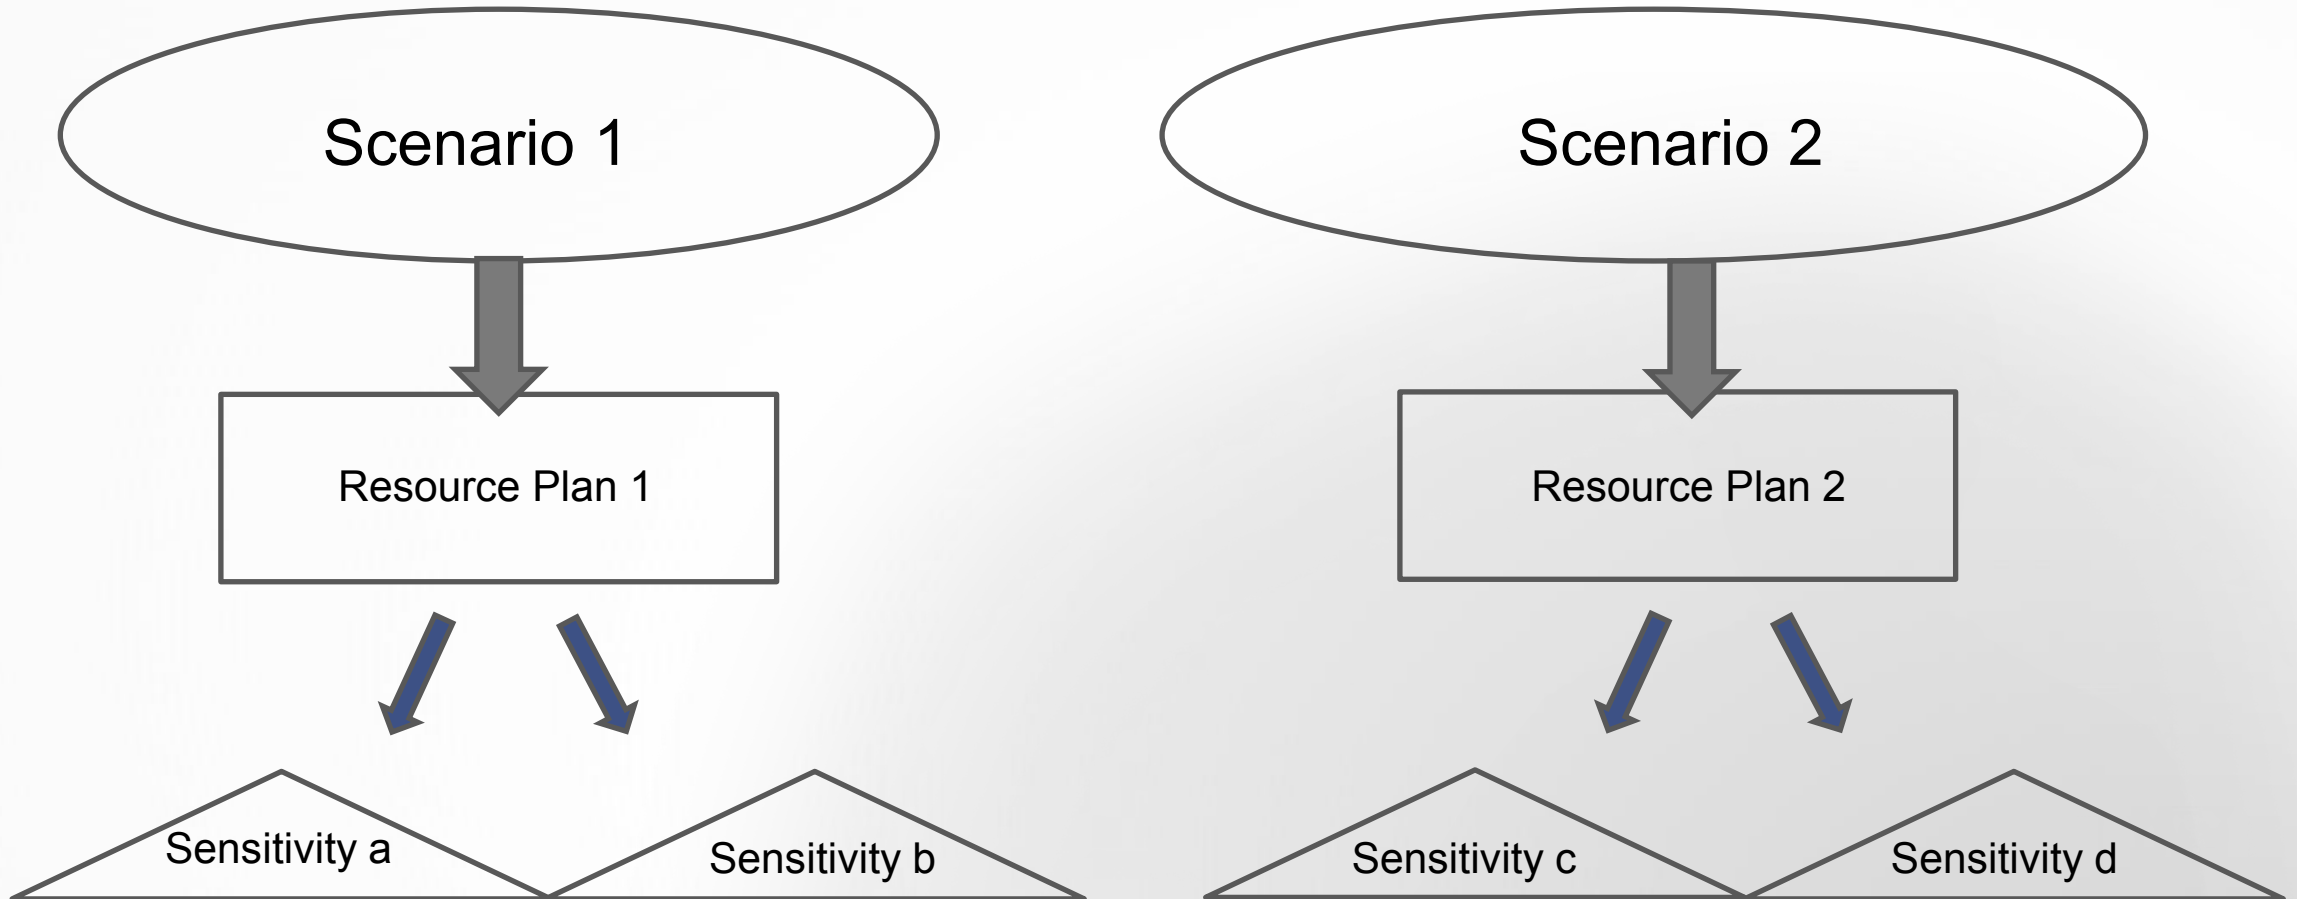 Scenario 1
Scenario 2
Resource Plan 1
Resource Plan 2
Sensitivity a
Sensitivity b
Sensitivity c
Sensitivity d